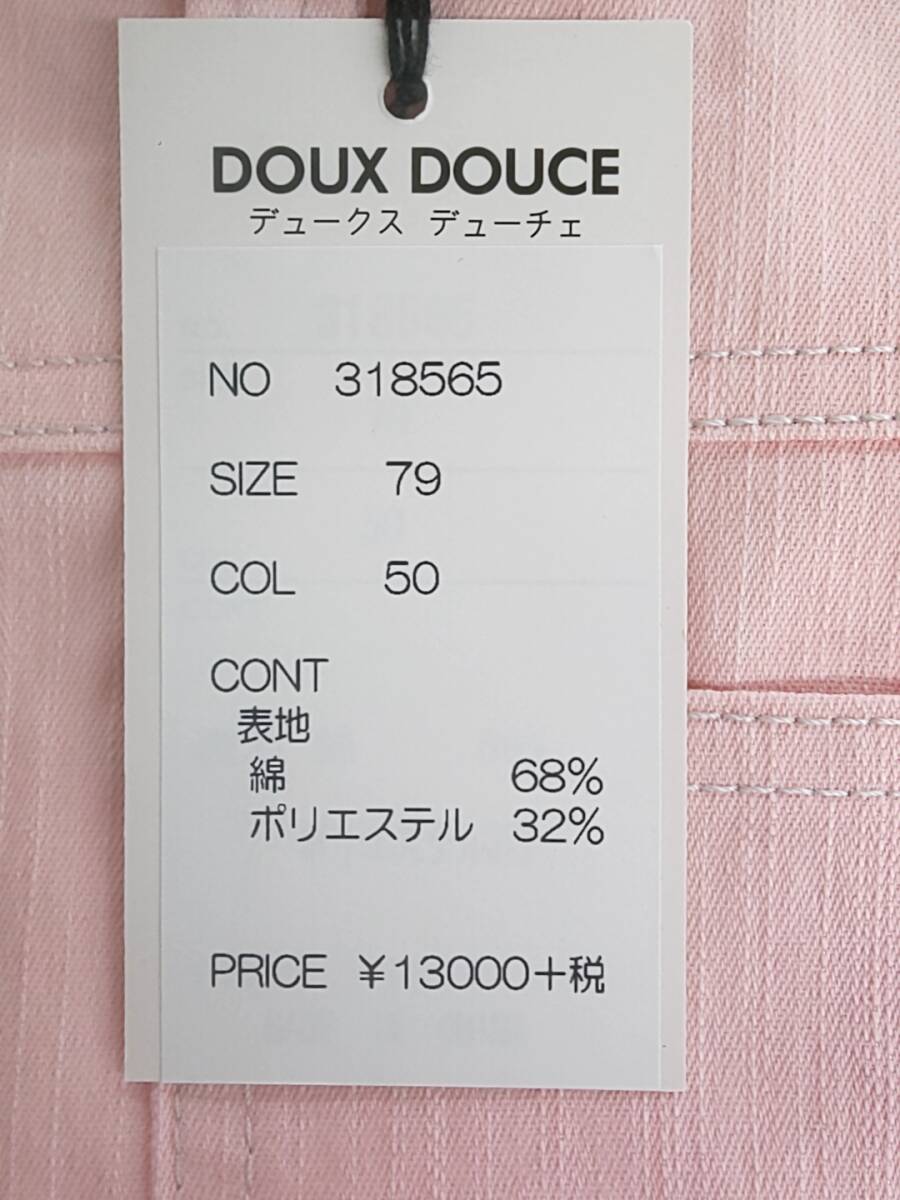 DOUX DOUCE
デュークス デューチェ
NO 318565
SIZE 79
COL 50
CONT
表地
綿 68%
ポリエステル 32%
PRICE ¥13000+税